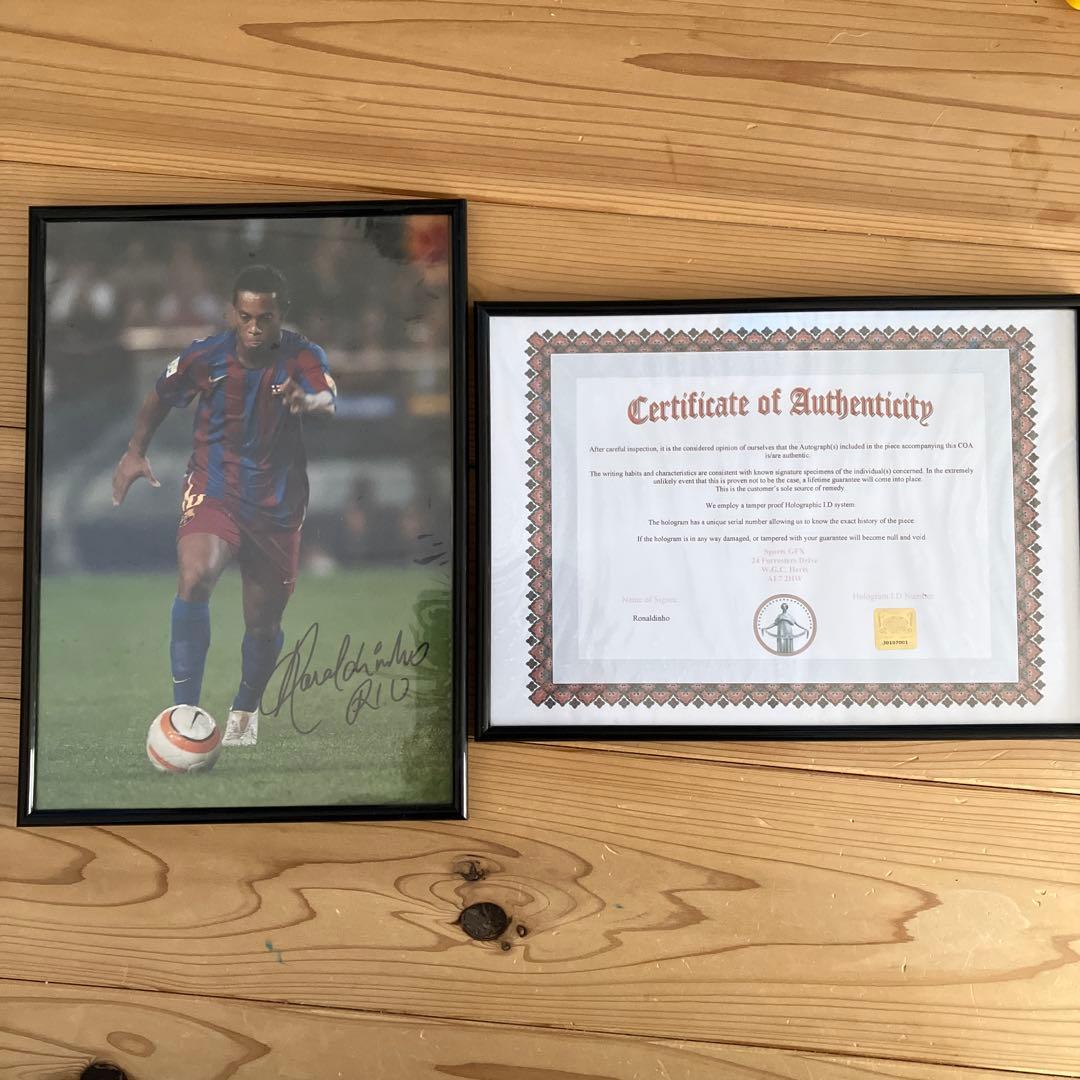 Ronaldinho
R10
Certificate of Authenticity
After careful inspection, it is the considered opinion of ourselves that the Autograph(s) included in the piece accompanying this COA
is/are authentic.
The writing habits and characteristics are consistent with known signature specimens of the individual(s) concerned. In the extremely
unlikely event that this is proven not to be the case, a lifetime guarantee will come into place.
This is the customer's sole source of remedy.
We employ a tamper proof Holographic I.D system.
The hologram has a unique serial number allowing us to know the exact history of the piece.
If the hologram is in any way damaged, or tampered with your guarantee will become null and void.
Sports GFX
24 Forresters Drive
W.G.C, Herts
AL7 2HW
Name of Signee
Hologram I.D Number
Ronaldinho
J0197001